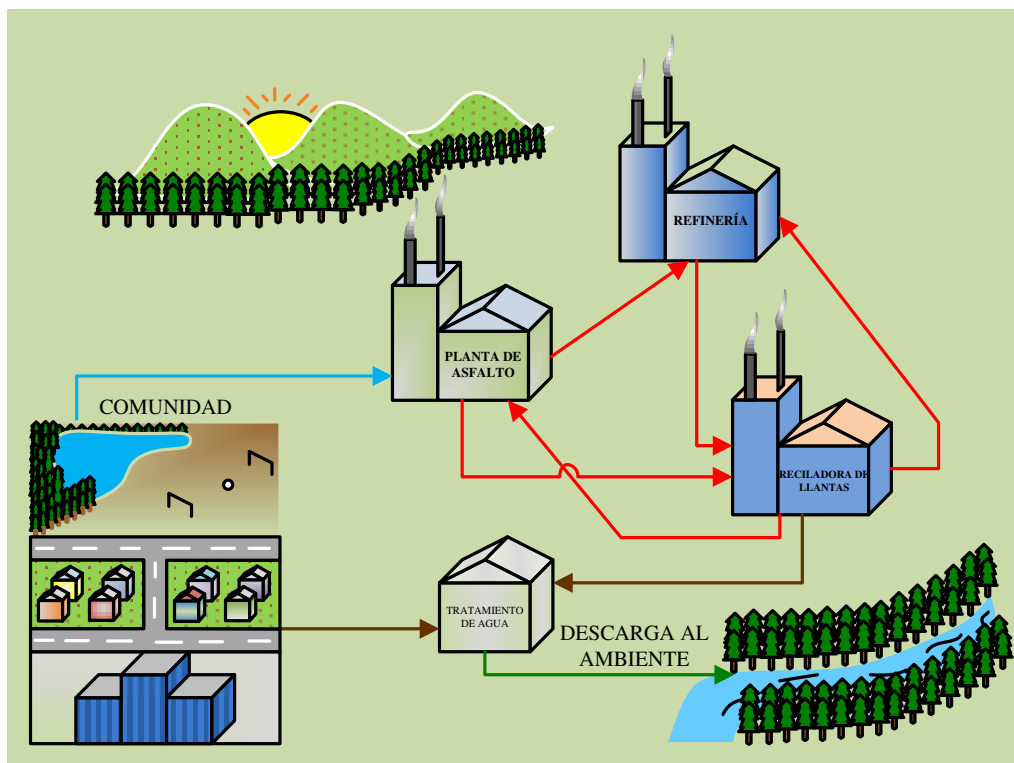 REFINERÍA
PLANTA DE
ASFALTO
COMUNIDAD
RECILADORA DE
LLANTAS
TRATAMIENTO
DE AGUA
DESCARGA AL
AMBIENTE